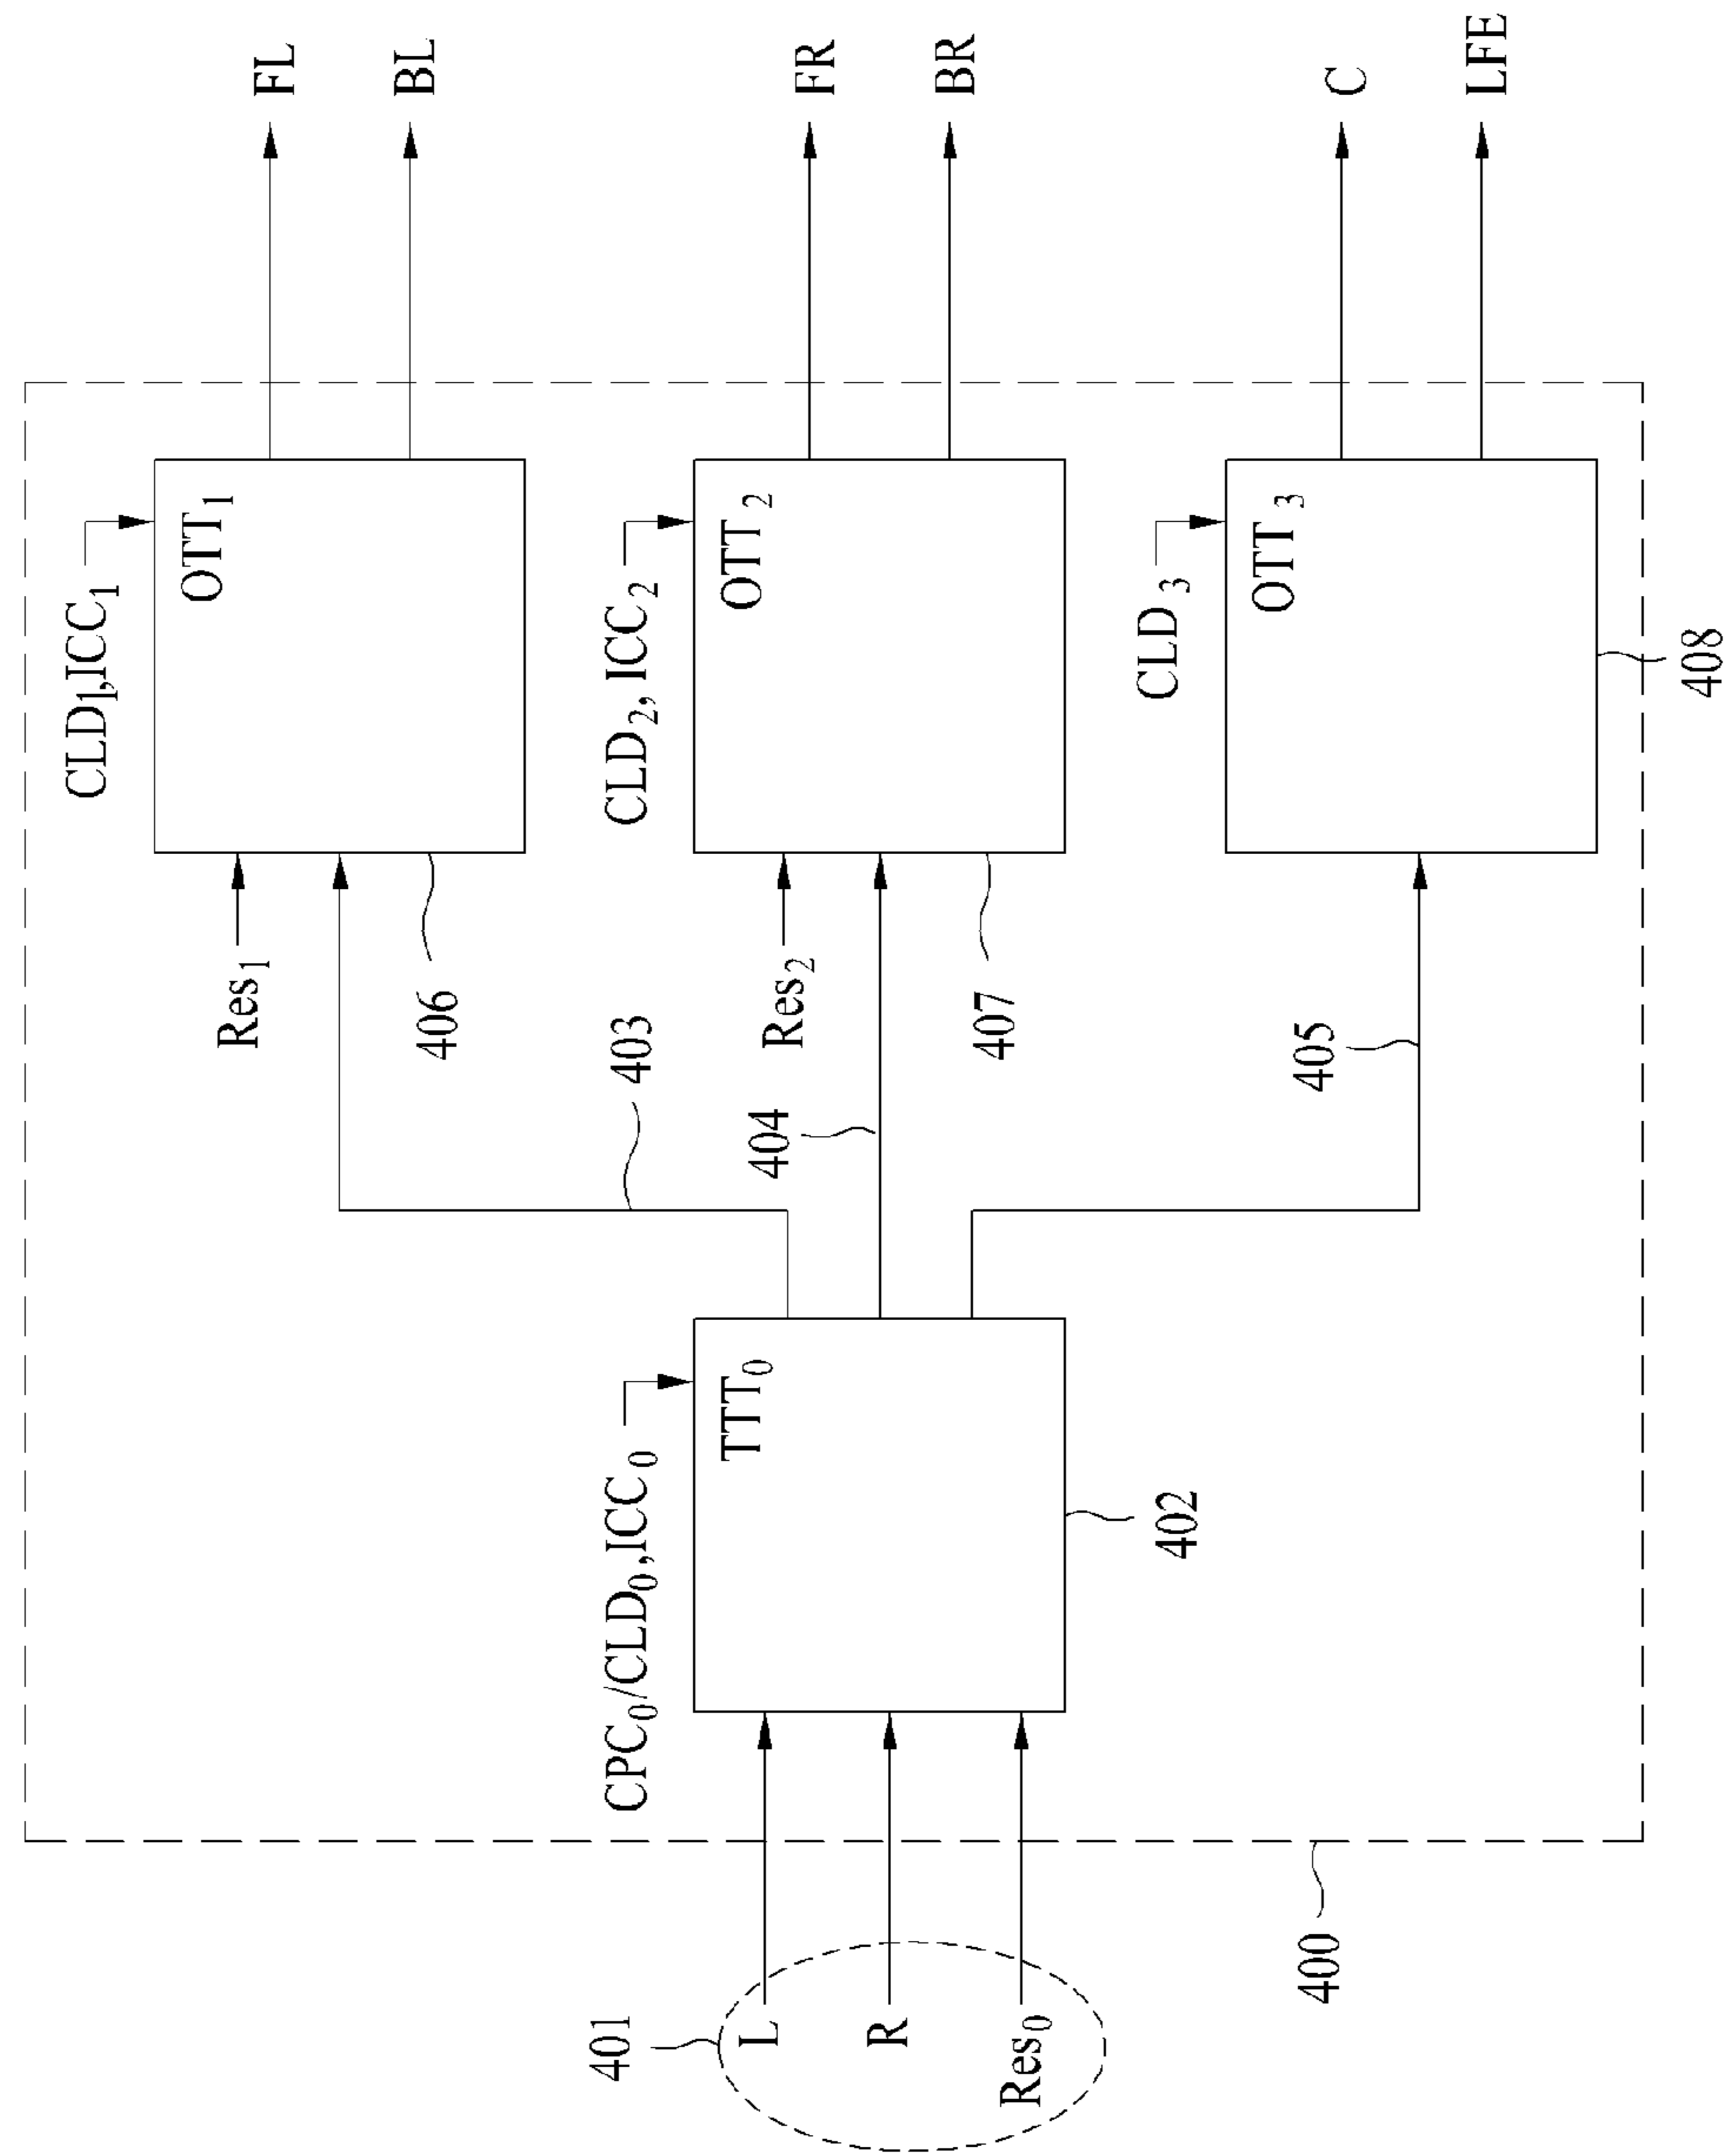 CLD1,ICC1
OTT1
FL
BL
Res1
406
403
CLD2, ICC2
OTT2
FR
BR
Res2
407
404
CPC0/CLD0,ICC0
TTT0
402
401
L
R
Res0
CLD3
OTT3
C
LFE
405
408
400